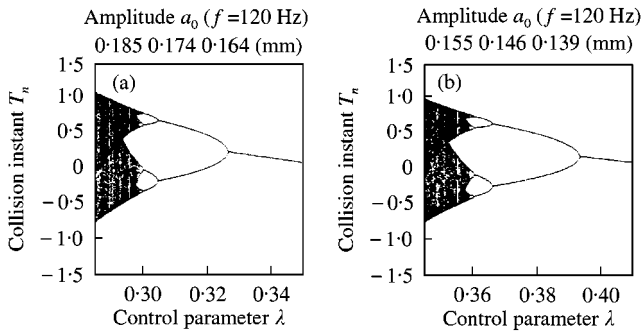 Amplitude a0 (f =120 Hz)
0·185 0·174 0·164 (mm)
(a)
Collision instant Tn
1·5
1·0
0·5
0
−0·5
−1·0
−1·5
0·30 0·32 0·34
Control parameter λ
Amplitude a0 (f =120 Hz)
0·155 0·146 0·139 (mm)
(b)
Collision instant Tn
1·5
1·0
0·5
0
−0·5
−1·0
−1·5
0·36 0·38 0·40
Control parameter λ